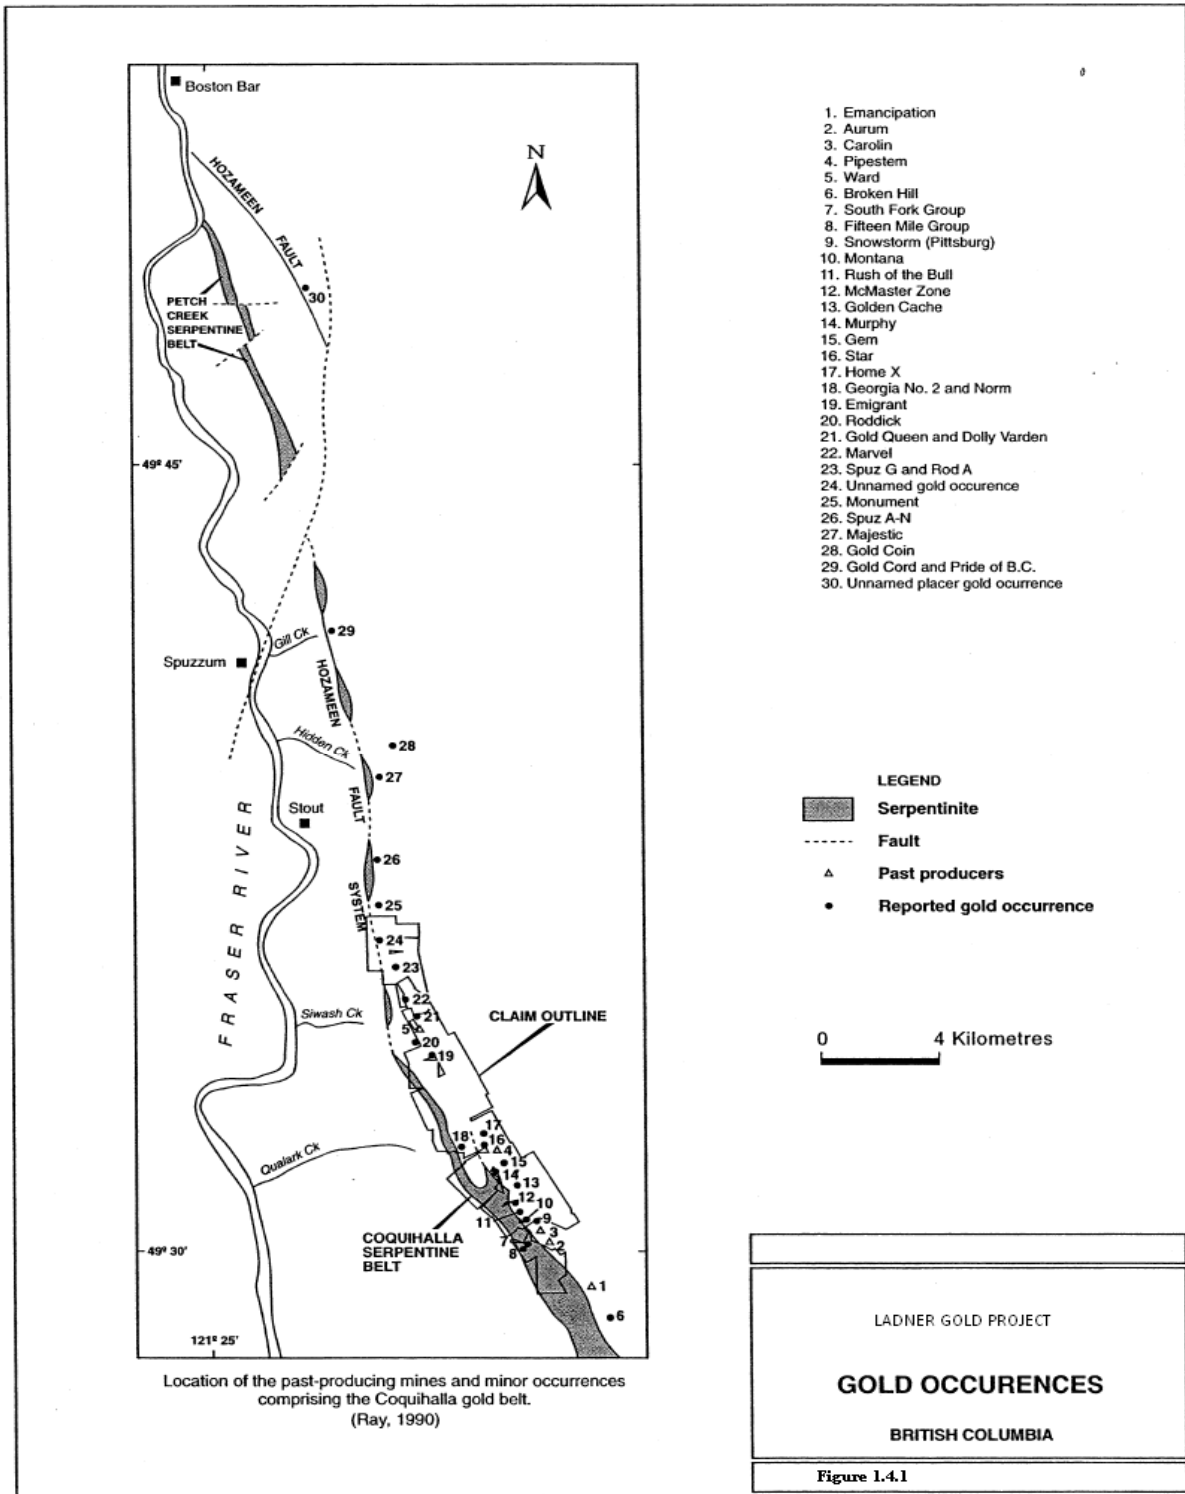 Boston Bar
HOZAMEEN
FAULT
30
PETCH
CREEK
SERPENTINE
BELT
49º 45'
29
Gill Ck
Spuzzum
HOZAMEEN
Hidden Ck
28
27
FAULT
Stout
26
SYSTEM
25
24
23
22
21
5
20
19
FRASER RIVER
Siwash Ck
CLAIM OUTLINE
17
18
16
4
15
14
Qualark Ck
13
12
10
11
9
3
7
2
8
COQUIHALLA
SERPENTINE
BELT
49º 30'
1
6
121º 25'
N
Location of the past-producing mines and minor occurrences
comprising the Coquihalla gold belt.
(Ray, 1990)
1. Emancipation
2. Aurum
3. Carolin
4. Pipestem
5. Ward
6. Broken Hill
7. South Fork Group
8. Fifteen Mile Group
9. Snowstorm (Pittsburg)
10. Montana
11. Rush of the Bull
12. McMaster Zone
13. Golden Cache
14. Murphy
15. Gem
16. Star
17. Home X
18. Georgia No. 2 and Norm
19. Emigrant
20. Roddick
21. Gold Queen and Dolly Varden
22. Marvel
23. Spuz G and Rod A
24. Unnamed gold occurence
25. Monument
26. Spuz A-N
27. Majestic
28. Gold Coin
29. Gold Cord and Pride of B.C.
30. Unnamed placer gold ocurrence
LEGEND
Serpentinite
Fault
Past producers
Reported gold occurrence
0 4 Kilometres
LADNER GOLD PROJECT
GOLD OCCURENCES
BRITISH COLUMBIA
Figure 1.4.1